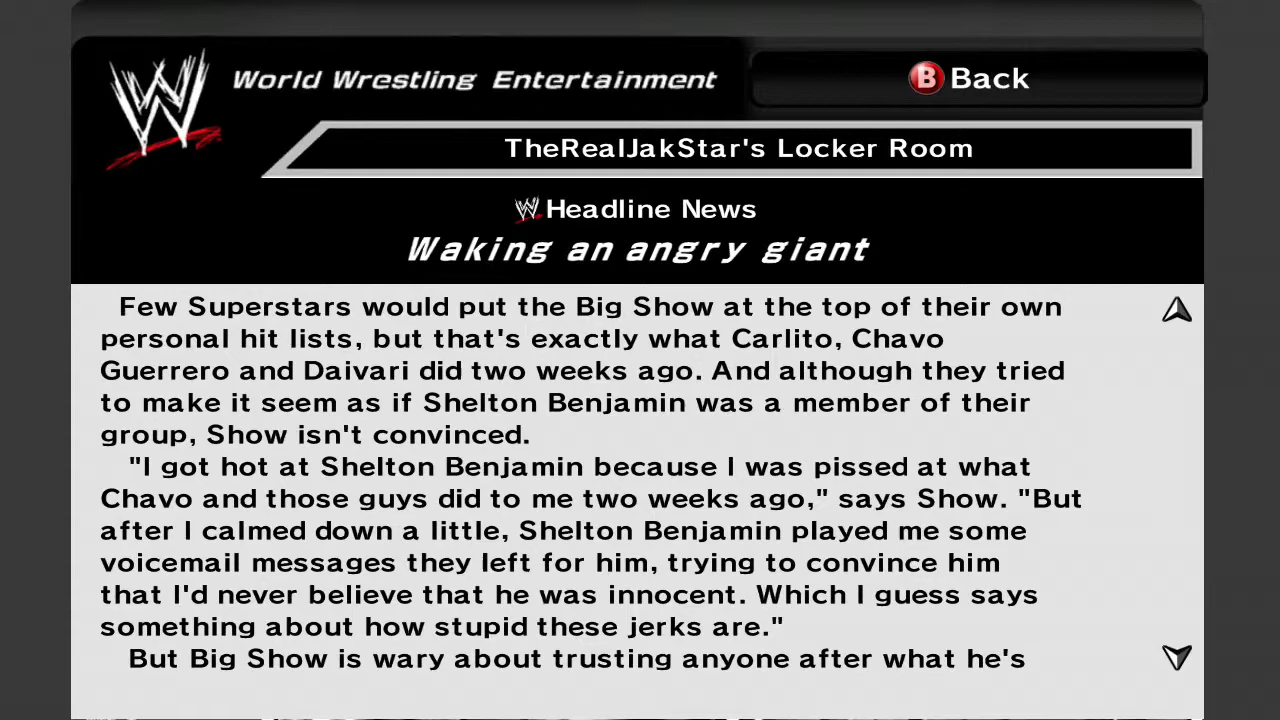 World Wrestling Entertainment
B Back
TheRealJakStar's Locker Room
W Headline News
Waking an angry giant
Few Superstars would put the Big Show at the top of their own
personal hit lists, but that's exactly what Carlito, Chavo
Guerrero and Daivari did two weeks ago. And although they tried
to make it seem as if Shelton Benjamin was a member of their
group, Show isn't convinced.
"I got hot at Shelton Benjamin because I was pissed at what
Chavo and those guys did to me two weeks ago," says Show. "But
after I calmed down a little, Shelton Benjamin played me some
voicemail messages they left for him, trying to convince him
that I'd never believe that he was innocent. Which I guess says
something about how stupid these jerks are."
But Big Show is wary about trusting anyone after what he's